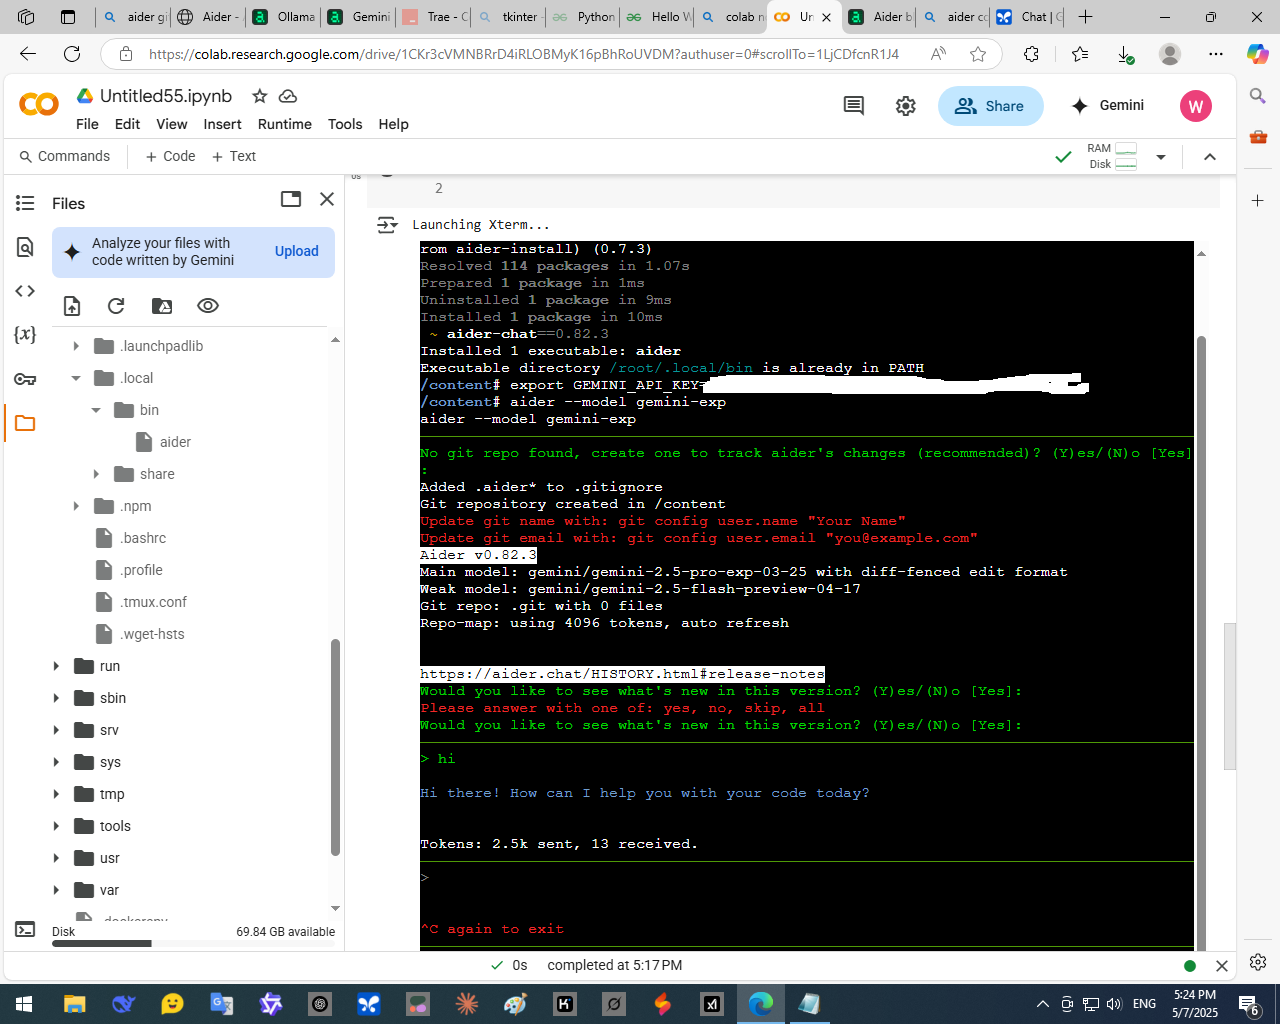 aider gi
Aider -
Ollama
Gemini
Trae - C
tkinter -
Python
Hello W
colab n
Un
Aider b
aider co
Chat | G
https://colab.research.google.com/drive/1CKr3cVMNBRrD4iRLOBMyK16pBhRoUVDM?authuser=0#scrollTo=1LjCDfcnR1J4
CO
Untitled55.ipynb
Share
Gemini
W
File Edit View Insert Runtime Tools Help
Commands + Code + Text
RAM
Disk
Files
Analyze your files with
code written by Gemini
Upload
.launchpadlib
.local
bin
aider
share
.npm
.bashrc
.profile
.tmux.conf
.wget-hsts
run
sbin
srv
sys
tmp
tools
usr
var
.dockerenv
Disk 69.84 GB available
0s
2
Launching Xterm...
rom aider-install) (0.7.3)
Resolved 114 packages in 1.07s
Prepared 1 package in 1ms
Uninstalled 1 package in 9ms
Installed 1 package in 10ms
~ aider-chat==0.82.3
Installed 1 executable: aider
Executable directory /root/.local/bin is already in PATH
/content# export GEMINI_API_KEY=
/content# aider --model gemini-exp
aider --model gemini-exp
No git repo found, create one to track aider's changes (recommended)? (Y)es/(N)o [Yes]
:
Added .aider* to .gitignore
Git repository created in /content
Update git name with: git config user.name "Your Name"
Update git email with: git config user.email "you@example.com"
Aider v0.82.3
Main model: gemini/gemini-2.5-pro-exp-03-25 with diff-fenced edit format
Weak model: gemini/gemini-2.5-flash-preview-04-17
Git repo: .git with 0 files
Repo-map: using 4096 tokens, auto refresh
https://aider.chat/HISTORY.html#release-notes
Would you like to see what's new in this version? (Y)es/(N)o [Yes]:
Please answer with one of: yes, no, skip, all
Would you like to see what's new in this version? (Y)es/(N)o [Yes]:
> hi
Hi there! How can I help you with your code today?
Tokens: 2.5k sent, 13 received.
>
^C again to exit
0s completed at 5:17 PM
ENG
5:24 PM
5/7/2025
6